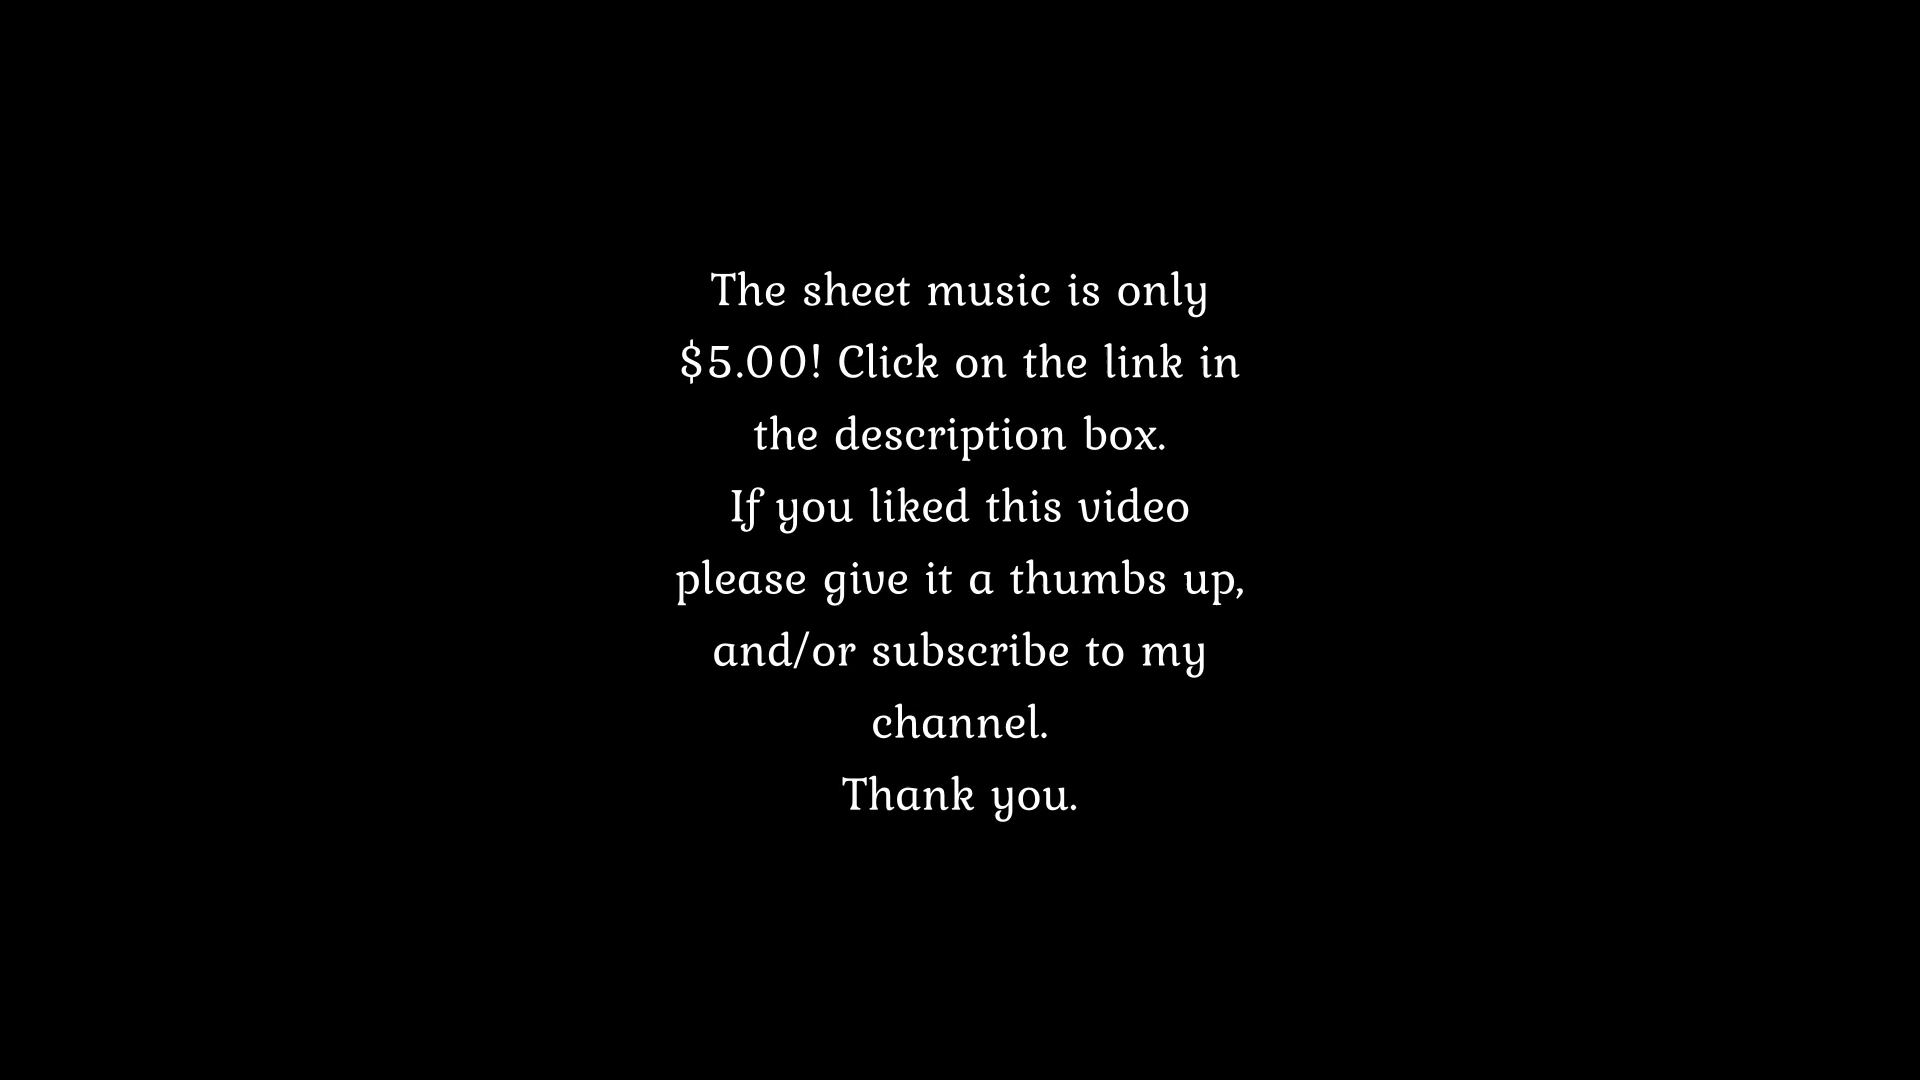 The sheet music is only
$5.00! Click on the link in
the description box.
If you liked this video
please give it a thumbs up,
and/or subscribe to my
channel.
Thank you.